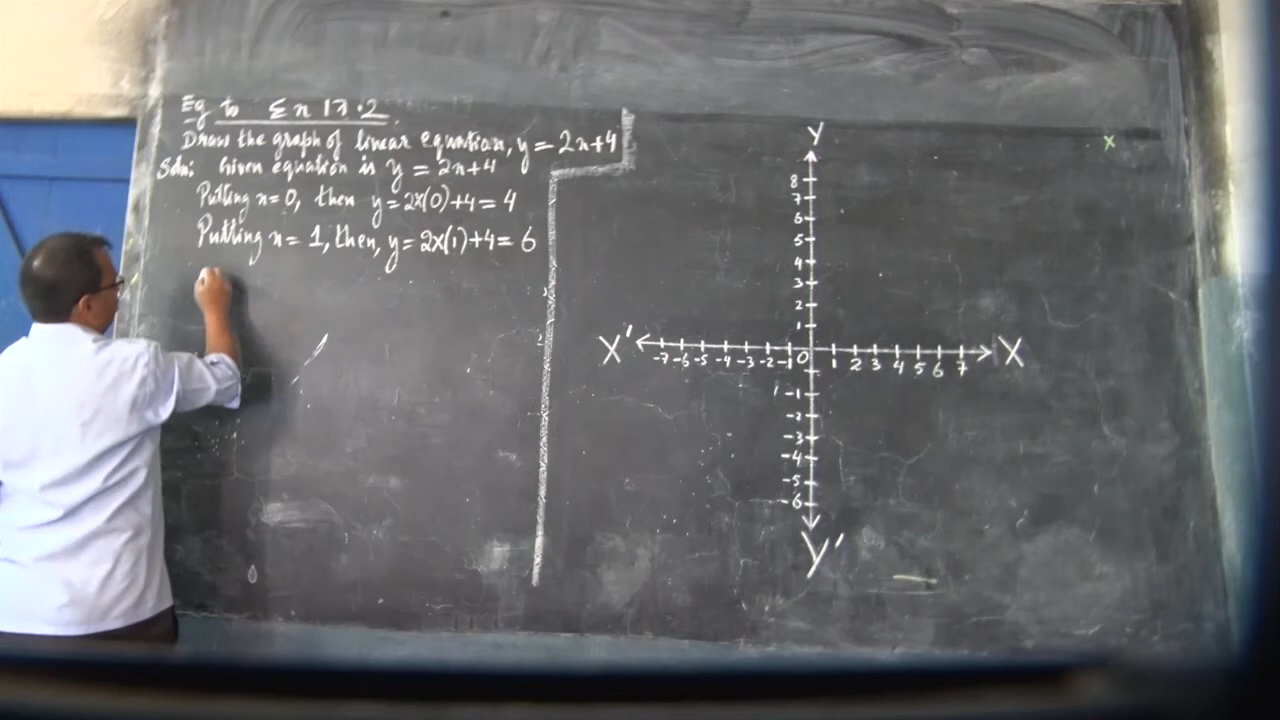 Eg to Ex 17.2
Draw the graph of linear equation, y = 2x+4
Soln: Given equation is y = 2x+4
Putting x=0, then y=2x(0)+4=4
Putting x= 1, then, y= 2x(1)+4= 6
Y
x
8
7
6
5
4
3
2
1
X' -7 -6 -5 -4 -3 -2 -1 0 1 2 3 4 5 6 7 X
-1
-2
-3
-4
-5
-6
Y'